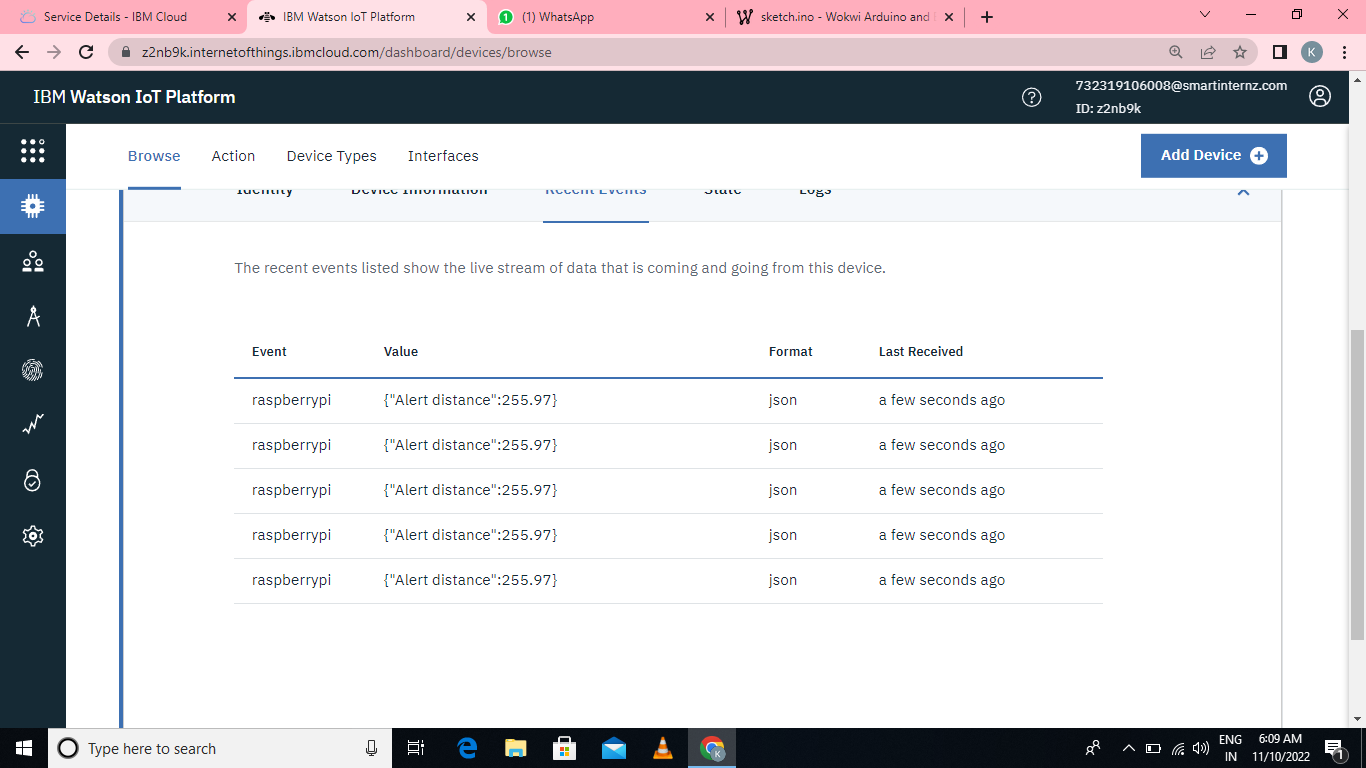 Service Details - IBM Cloud
IBM Watson IoT Platform
(1) WhatsApp
sketch.ino - Wokwi Arduino and
z2nb9k.internetofthings.ibmcloud.com/dashboard/devices/browse
K
IBM Watson IoT Platform
732319106008@smartinternz.com
ID: z2nb9k
Browse
Action
Device Types
Interfaces
Add Device
Identity
Device Information
Recent Events
State
Logs
The recent events listed show the live stream of data that is coming and going from this device.
Event Value Format Last Received
raspberrypi {"Alert distance":255.97} json a few seconds ago
raspberrypi {"Alert distance":255.97} json a few seconds ago
raspberrypi {"Alert distance":255.97} json a few seconds ago
raspberrypi {"Alert distance":255.97} json a few seconds ago
raspberrypi {"Alert distance":255.97} json a few seconds ago
Type here to search
K
ENG
IN
6:09 AM
11/10/2022
1